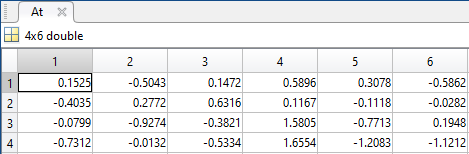 At
4x6 double
1 2 3 4 5 6
1 0.1525 -0.5043 0.1472 0.5896 0.3078 -0.5862
2 -0.4035 0.2772 0.6316 0.1167 -0.1118 -0.0282
3 -0.0799 -0.9274 -0.3821 1.5805 -0.7713 0.1948
4 -0.7312 -0.0132 -0.5334 1.6554 -1.2083 -1.1212